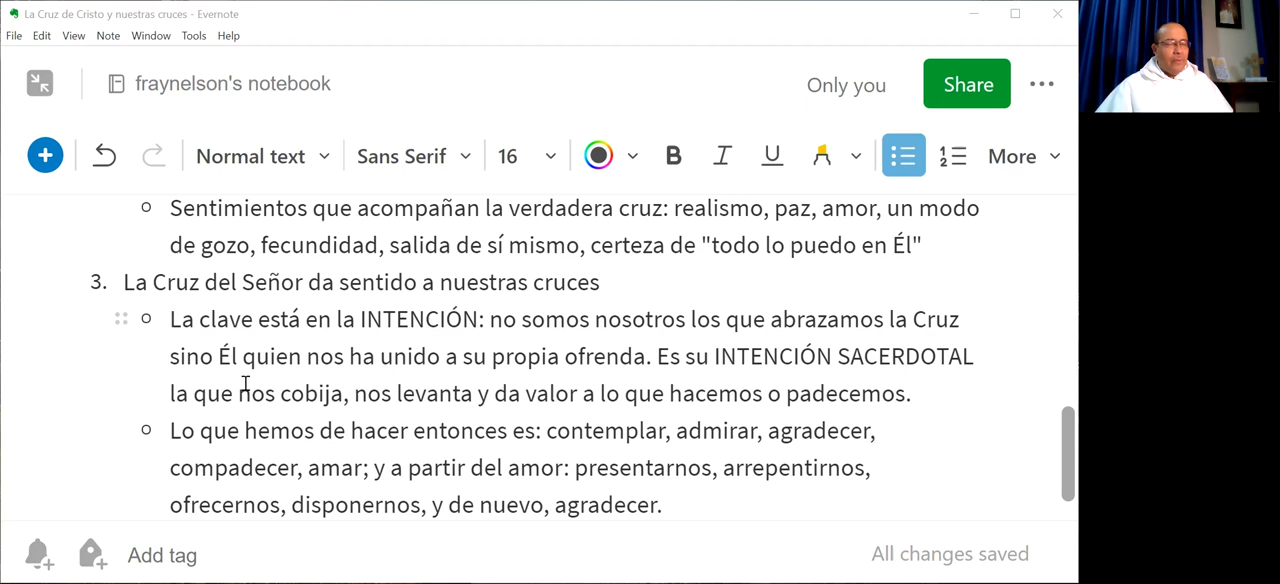 La Cruz de Cristo y nuestras cruces - Evernote
File Edit View Note Window Tools Help
fraynelson's notebook
Only you
Share
Normal text
Sans Serif
16
B I U
More
Sentimientos que acompañan la verdadera cruz: realismo, paz, amor, un modo
de gozo, fecundidad, salida de sí mismo, certeza de "todo lo puedo en Él"
3. La Cruz del Señor da sentido a nuestras cruces
La clave está en la INTENCIÓN: no somos nosotros los que abrazamos la Cruz
sino Él quien nos ha unido a su propia ofrenda. Es su INTENCIÓN SACERDOTAL
la que nos cobija, nos levanta y da valor a lo que hacemos o padecemos.
Lo que hemos de hacer entonces es: contemplar, admirar, agradecer,
compadecer, amar; y a partir del amor: presentarnos, arrepentirnos,
ofrecernos, disponernos, y de nuevo, agradecer.
Add tag
All changes saved